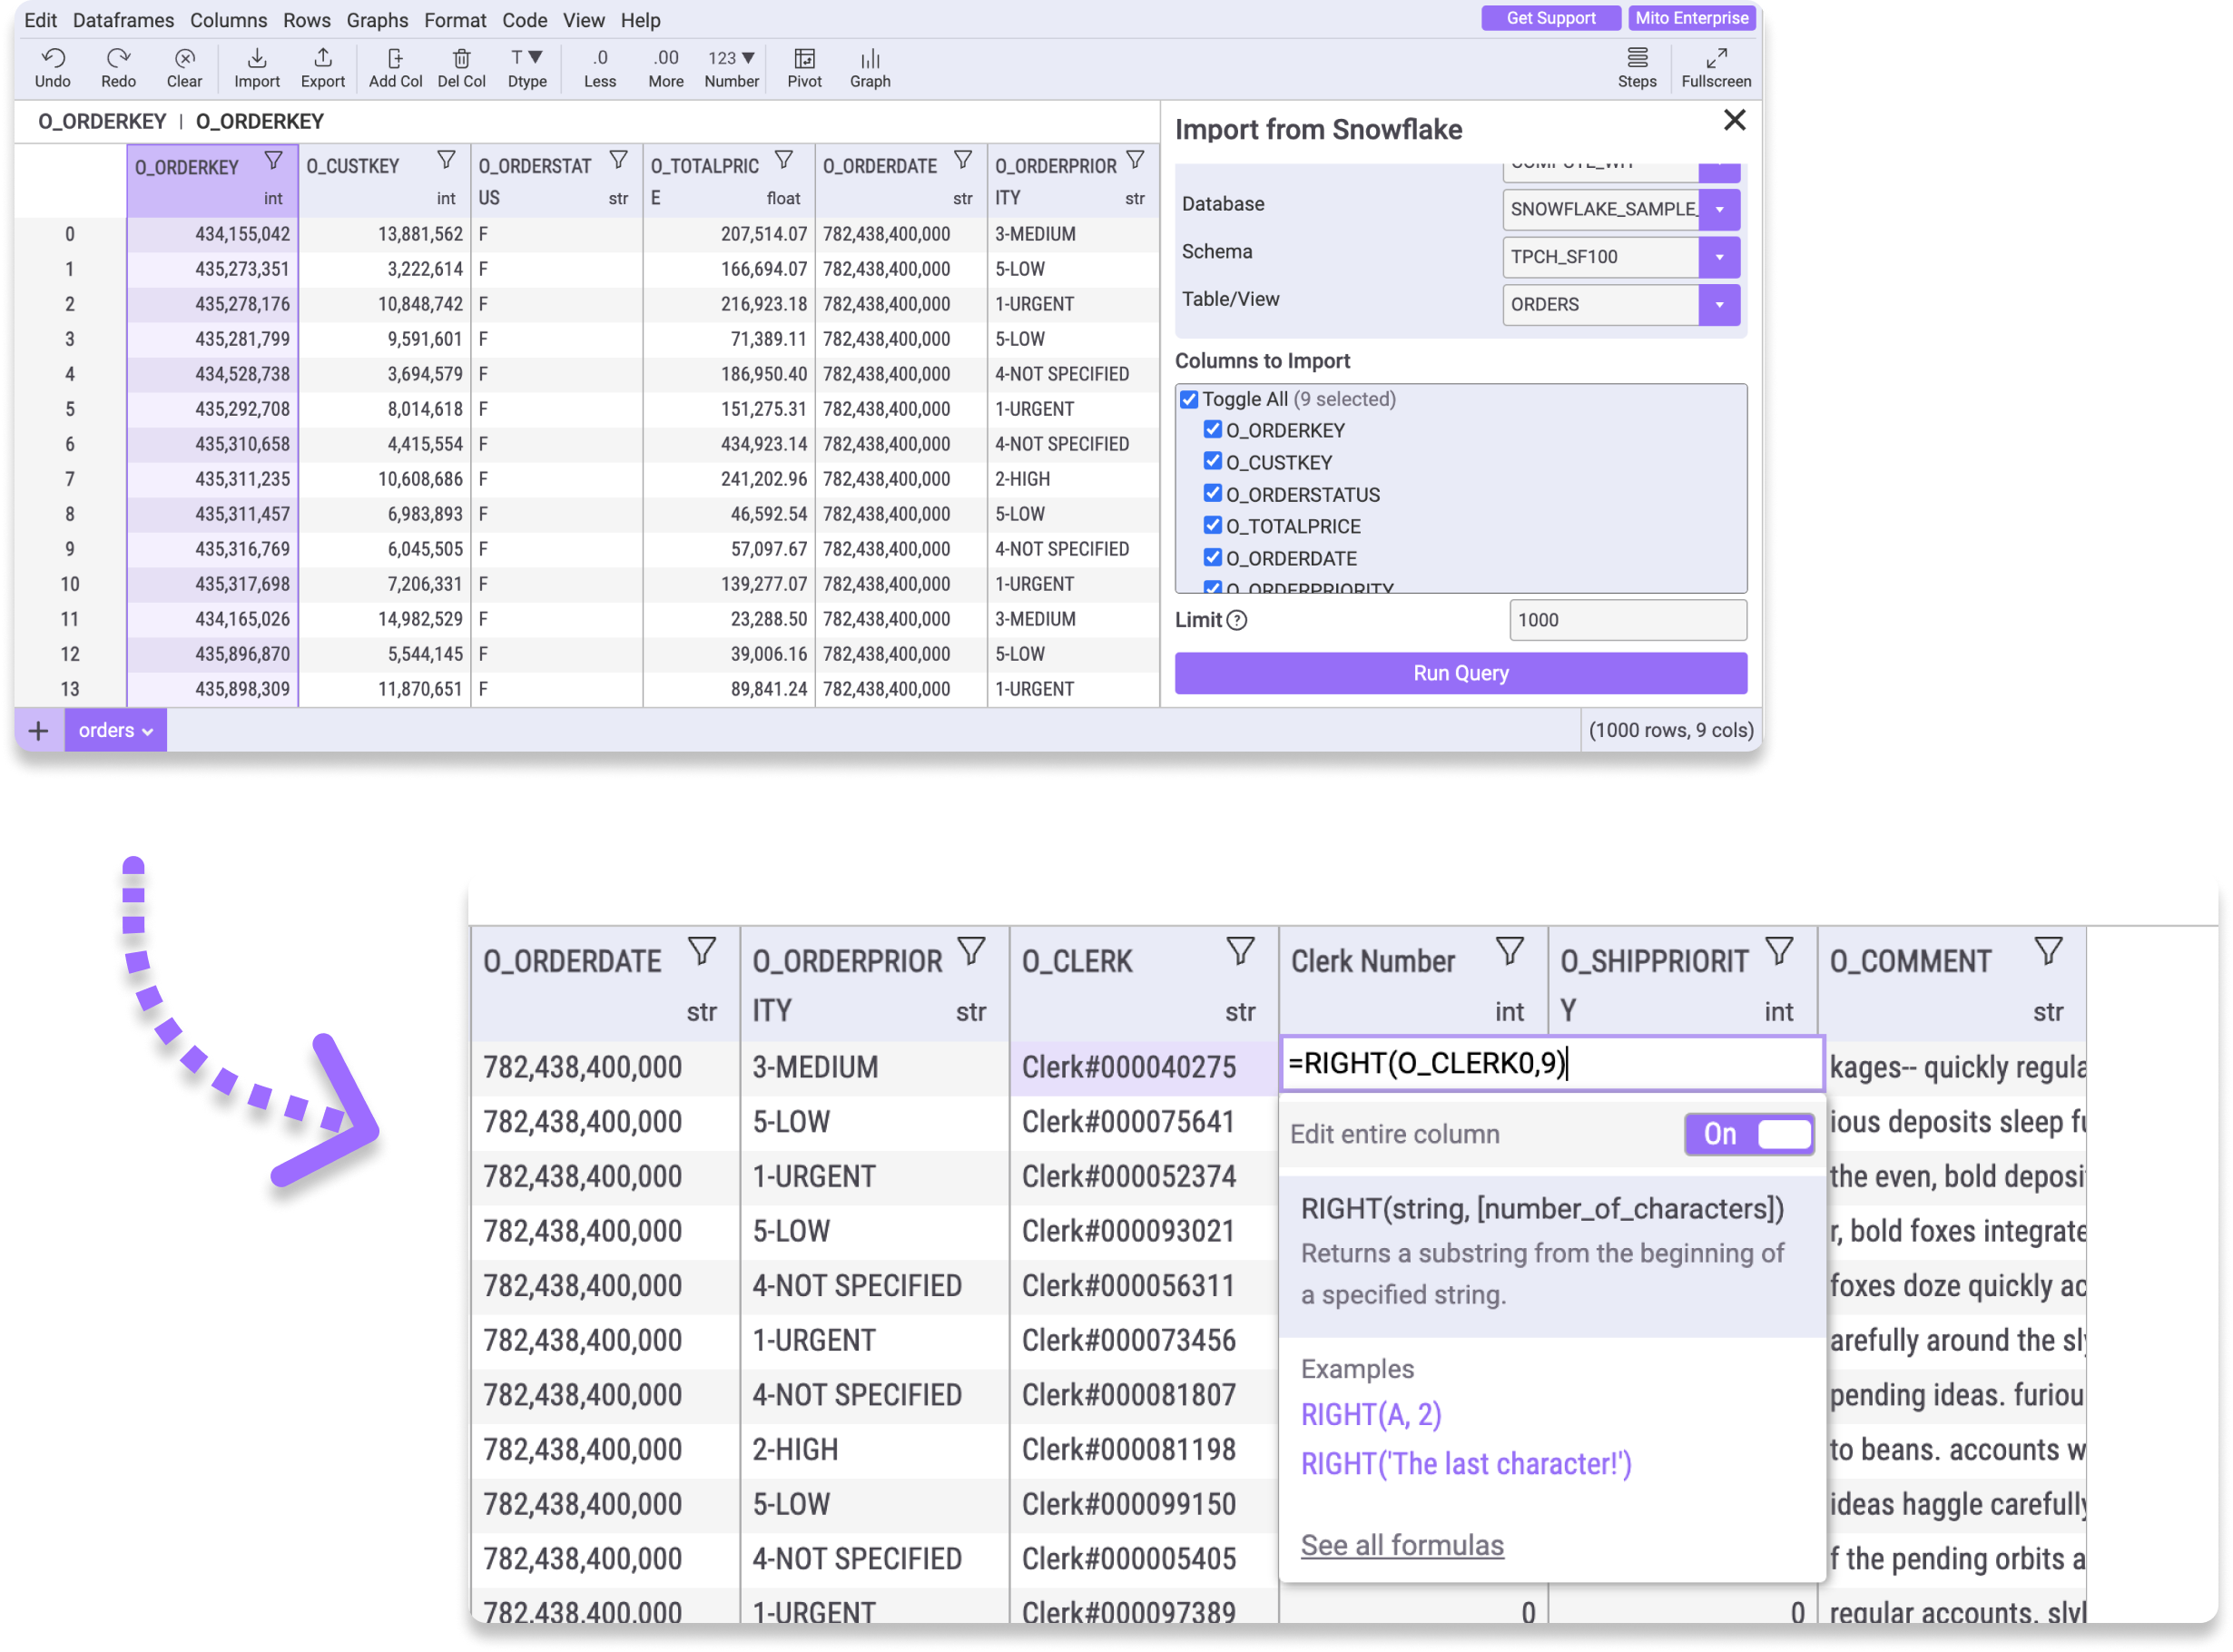 Edit Dataframes Columns Rows Graphs Format Code View Help Get Support Mito Enterprise
Undo Redo Clear Import Export Add Col Del Col T Dtype .0 Less .00 More 123 Number Pivot Graph Steps Fullscreen
O_ORDERKEY | O_ORDERKEY
O_ORDERKEY O_CUSTKEY O_ORDERSTAT O_TOTALPRIC O_ORDERDATE O_ORDERPRIOR
int int US str E float str ITY str
0 434,155,042 13,881,562 F 207,514.07 782,438,400,000 3-MEDIUM
1 435,273,351 3,222,614 F 166,694.07 782,438,400,000 5-LOW
2 435,278,176 10,848,742 F 216,923.18 782,438,400,000 1-URGENT
3 435,281,799 9,591,601 F 71,389.11 782,438,400,000 5-LOW
4 434,528,738 3,694,579 F 186,950.40 782,438,400,000 4-NOT SPECIFIED
5 435,292,708 8,014,618 F 151,275.31 782,438,400,000 1-URGENT
6 435,310,658 4,415,554 F 434,923.14 782,438,400,000 4-NOT SPECIFIED
7 435,311,235 10,608,686 F 241,202.96 782,438,400,000 2-HIGH
8 435,311,457 6,983,893 F 46,592.54 782,438,400,000 5-LOW
9 435,316,769 6,045,505 F 57,097.67 782,438,400,000 4-NOT SPECIFIED
10 435,317,698 7,206,331 F 139,277.07 782,438,400,000 1-URGENT
11 434,165,026 14,982,529 F 23,288.50 782,438,400,000 3-MEDIUM
12 435,896,870 5,544,145 F 39,006.16 782,438,400,000 5-LOW
13 435,898,309 11,870,651 F 89,841.24 782,438,400,000 1-URGENT
Import from Snowflake
Database SNOWFLAKE_SAMPLE_
Schema TPCH_SF100
Table/View ORDERS
Columns to Import
Toggle All (9 selected)
O_ORDERKEY
O_CUSTKEY
O_ORDERSTATUS
O_TOTALPRICE
O_ORDERDATE
O_ORDERPRIORITY
Limit ? 1000
Run Query
+ orders (1000 rows, 9 cols)
O_ORDERDATE O_ORDERPRIOR O_CLERK Clerk Number O_SHIPPRIORIT O_COMMENT
str ITY str str int Y int str
782,438,400,000 3-MEDIUM Clerk#000040275 =RIGHT(O_CLERK0,9) kages-- quickly regula
782,438,400,000 5-LOW Clerk#000075641 ious deposits sleep fu
782,438,400,000 1-URGENT Clerk#000052374 the even, bold deposi
782,438,400,000 5-LOW Clerk#000093021 r, bold foxes integrate
782,438,400,000 4-NOT SPECIFIED Clerk#000056311 foxes doze quickly ac
782,438,400,000 1-URGENT Clerk#000073456 arefully around the sly
782,438,400,000 4-NOT SPECIFIED Clerk#000081807 pending ideas. furiou
782,438,400,000 2-HIGH Clerk#000081198 to beans. accounts w
782,438,400,000 5-LOW Clerk#000099150 ideas haggle carefully
782,438,400,000 4-NOT SPECIFIED Clerk#000005405 f the pending orbits a
782,438,400,000 1-URGENT Clerk#000097389 0 0 regular accounts. slyl
Edit entire column On
RIGHT(string, [number_of_characters])
Returns a substring from the beginning of
a specified string.
Examples
RIGHT(A, 2)
RIGHT('The last character!')
See all formulas